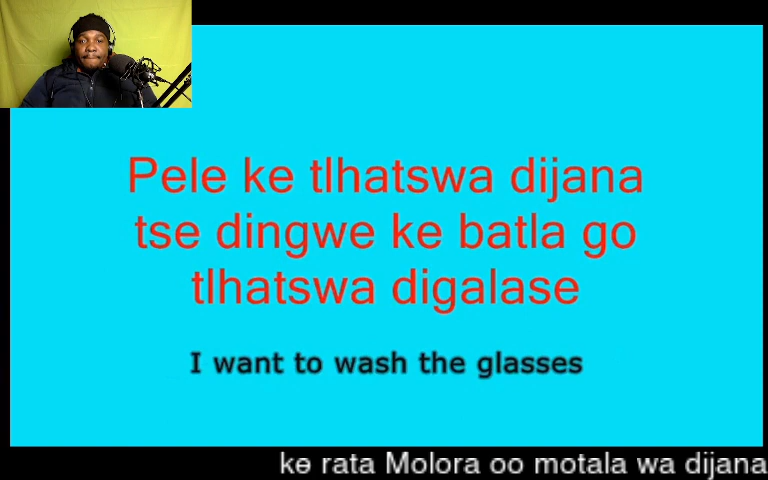 Pele ke tlhatswa dijana
tse dingwe ke batla go
tlhatswa digalase
I want to wash the glasses
ke rata Molora oo motala wa dijana